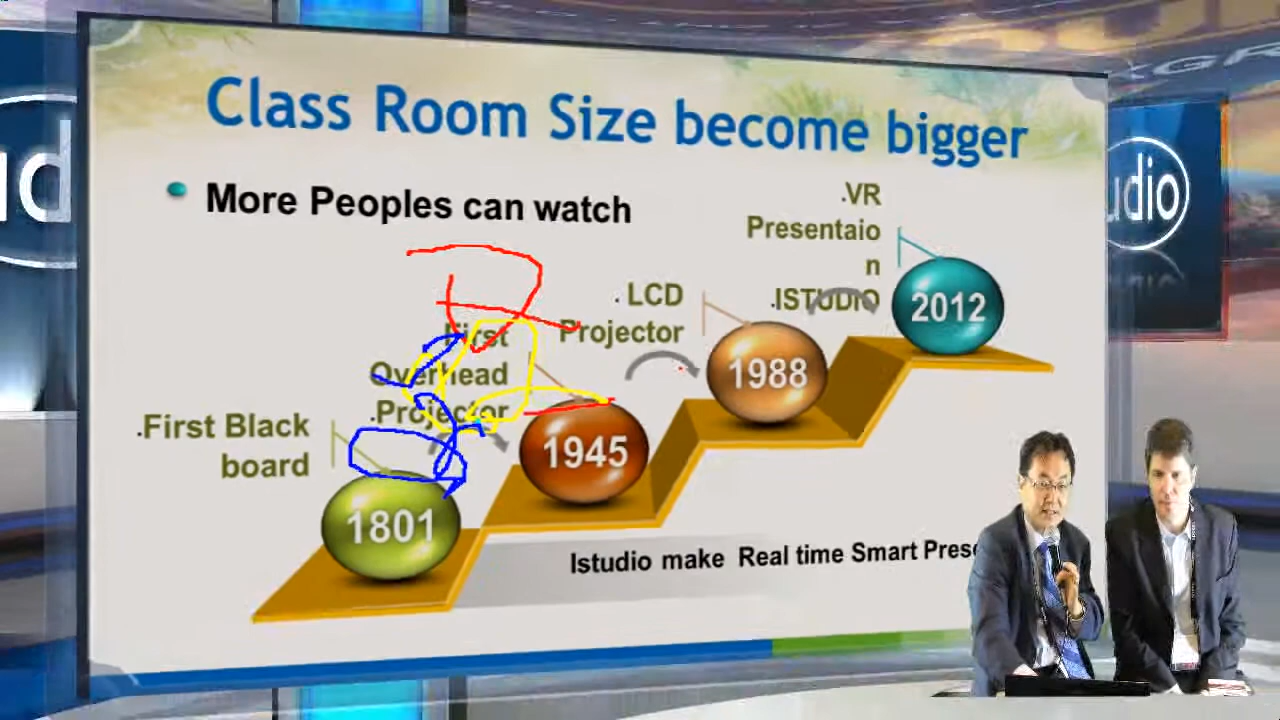 Class Room Size become bigger
More Peoples can watch
.VR
Presentaio
n
.ISTUDIO
2012
. LCD
Projector
1988
First
Overhead
.Projector
1945
.First Black
board
1801
Istudio make Real time Smart
udio